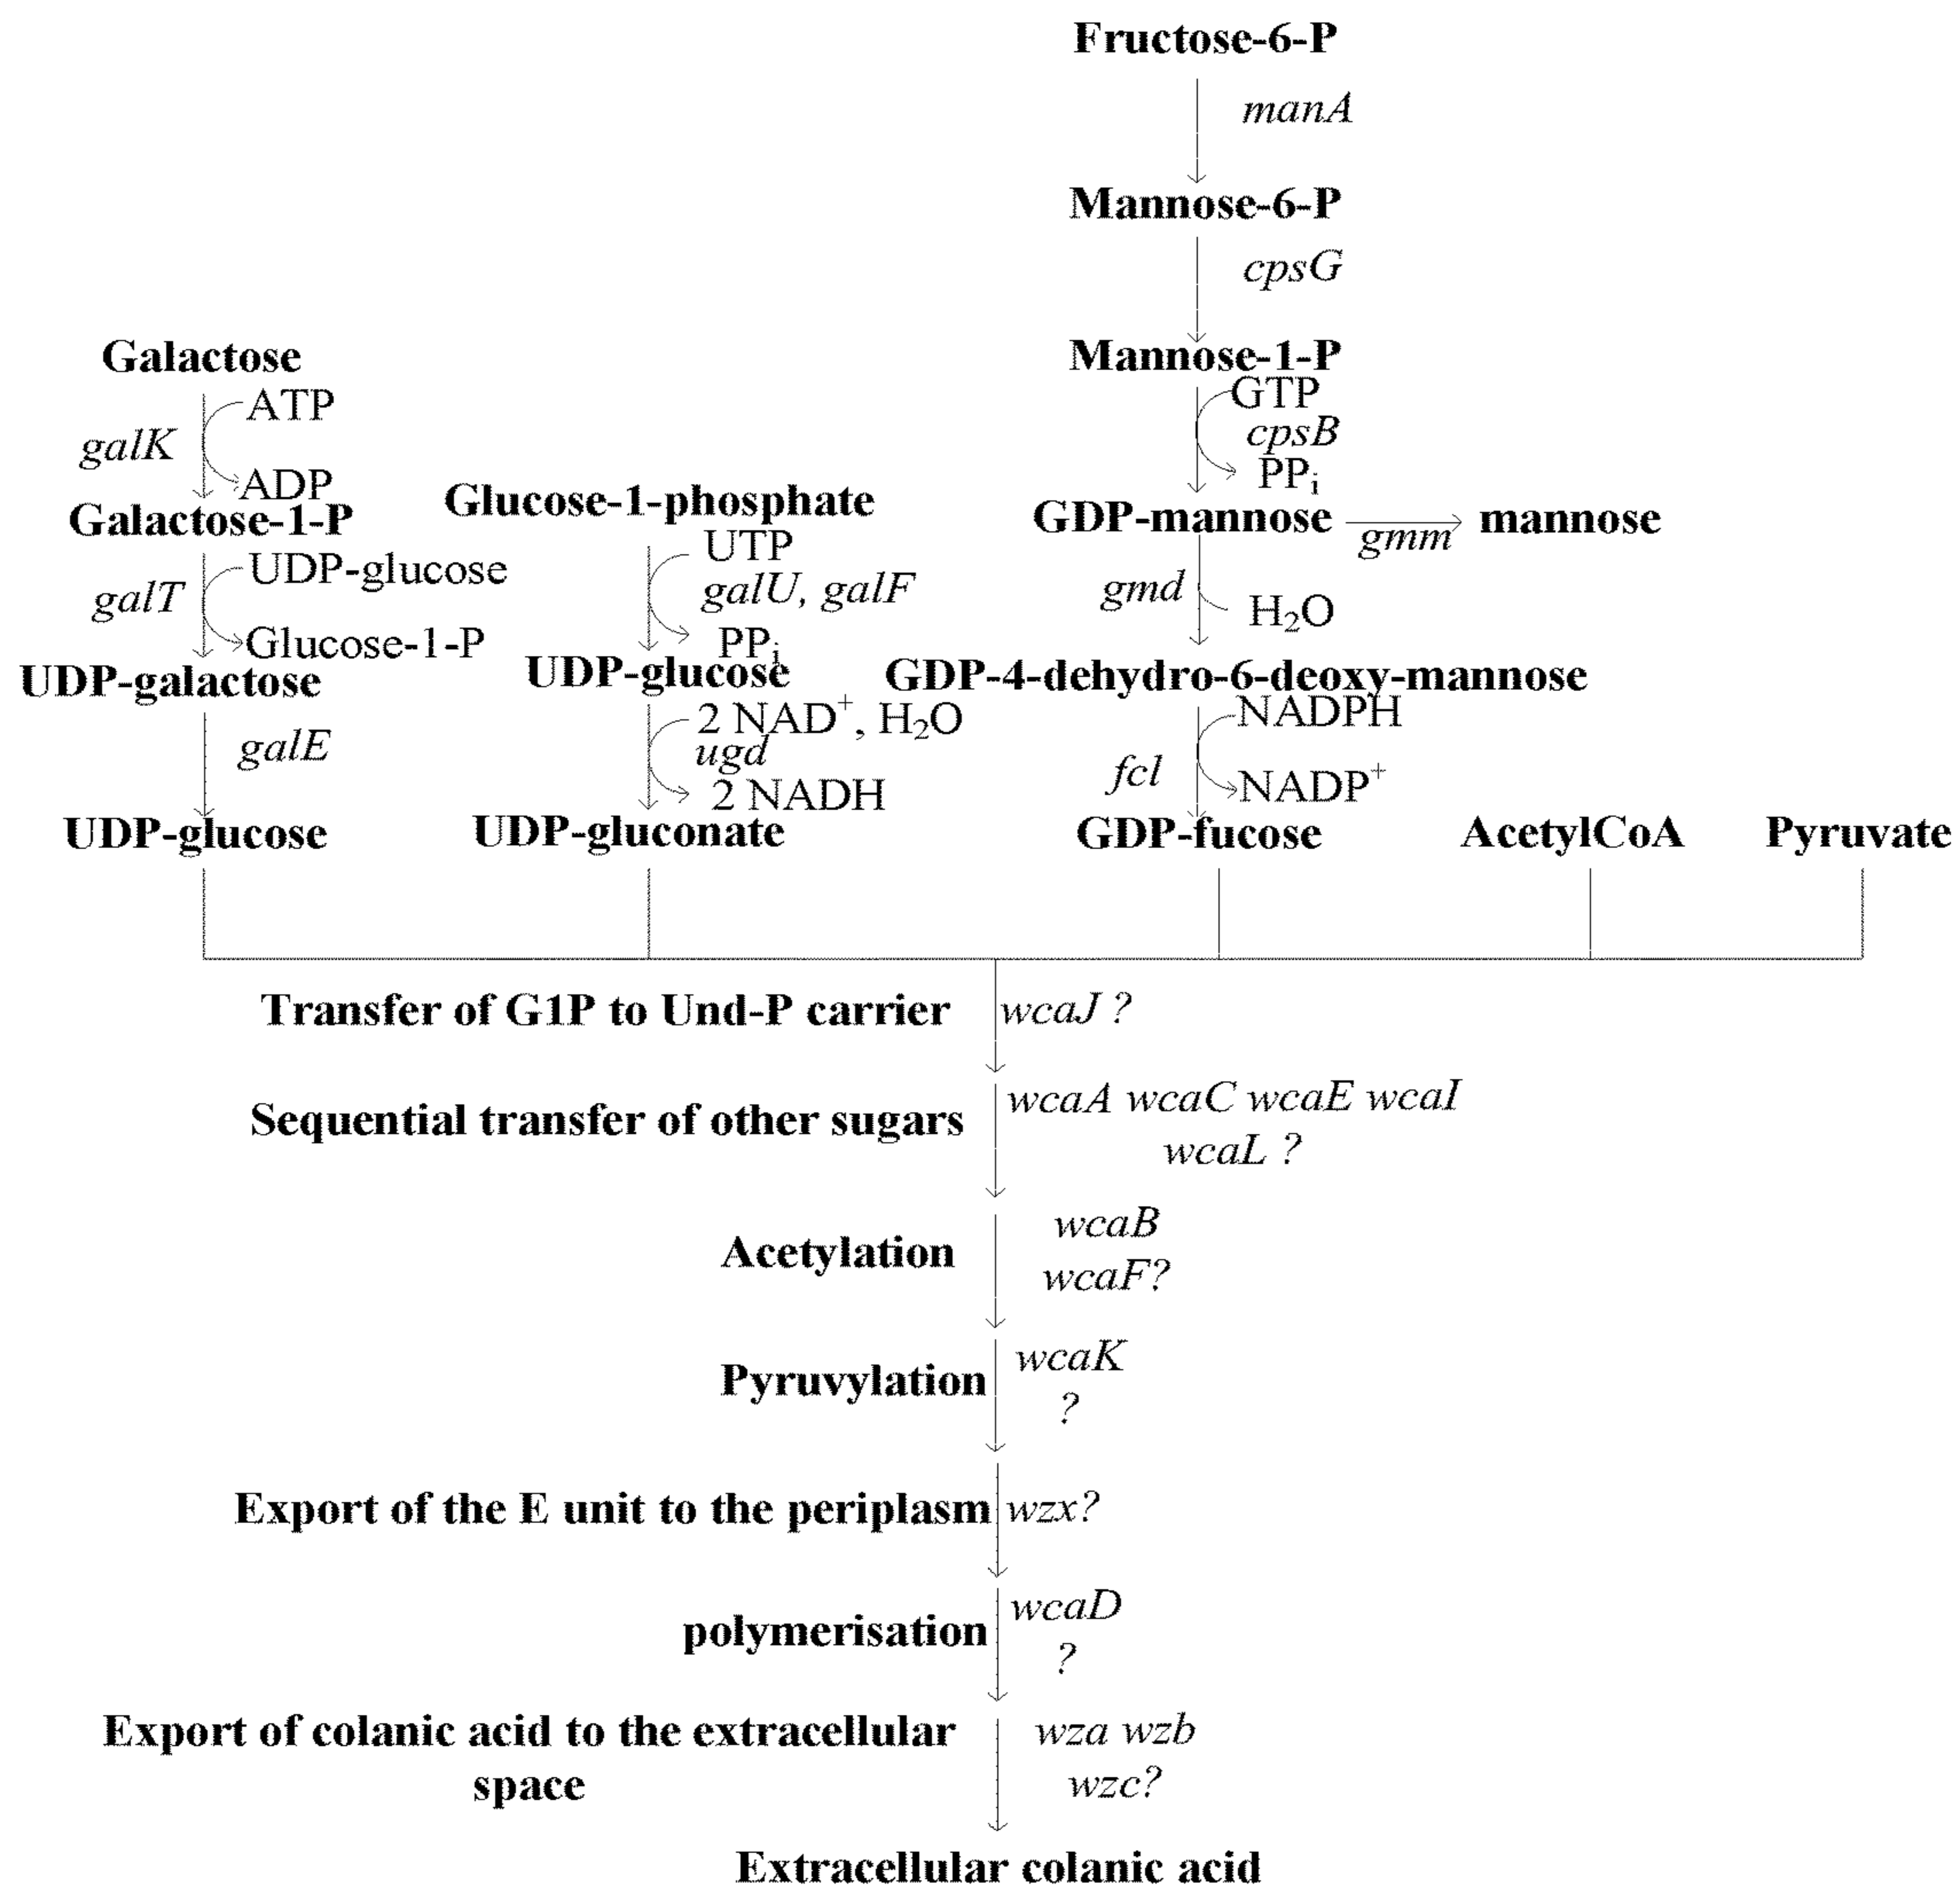 Fructose-6-P
manA
Mannose-6-P
cpsG
Mannose-1-P
GTP
cpsB
PPi
GDP-mannose
gmm
mannose
gmd
H2O
GDP-4-dehydro-6-deoxy-mannose
NADPH
fcl
NADP+
GDP-fucose
Galactose
ATP
galK
ADP
Galactose-1-P
UDP-glucose
galT
Glucose-1-P
UDP-galactose
galE
UDP-glucose
Glucose-1-phosphate
UTP
galU, galF
PPi
UDP-glucose
2 NAD+, H2O
ugd
2 NADH
UDP-gluconate
AcetylCoA
Pyruvate
Transfer of G1P to Und-P carrier
wcaJ ?
Sequential transfer of other sugars
wcaA wcaC wcaE wcaI
wcaL ?
Acetylation
wcaB
wcaF?
Pyruvylation
wcaK
?
Export of the E unit to the periplasm
wzx?
polymerisation
wcaD
?
Export of colanic acid to the extracellular
space
wza wzb
wzc?
Extracellular colanic acid